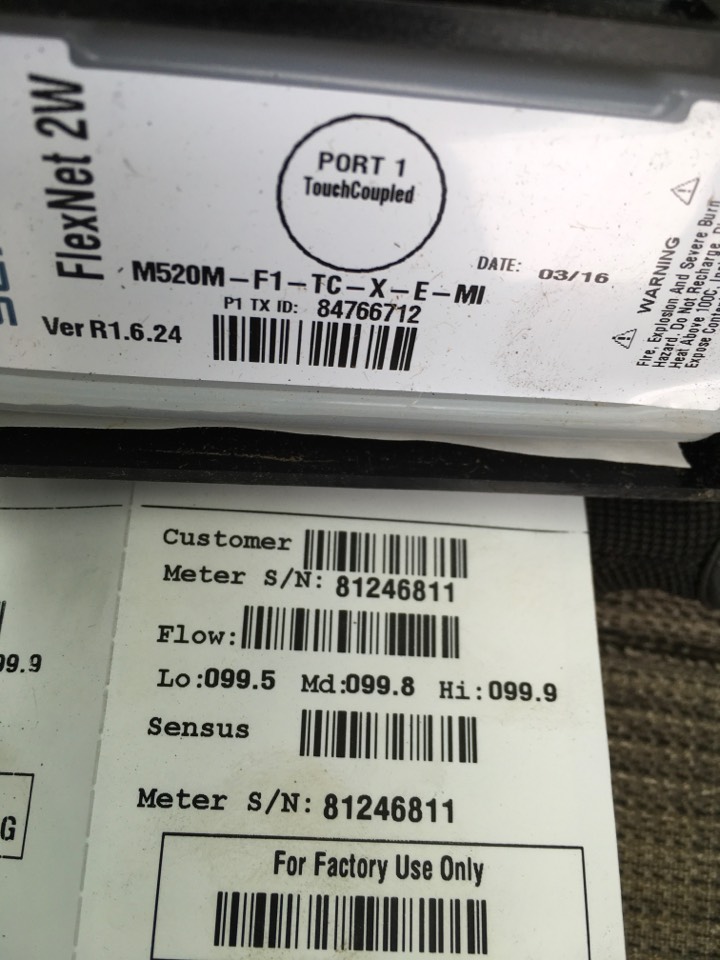 FlexNet 2W
PORT 1
TouchCoupled
M520M-F1-TC-X-E-MI
DATE: 03/16
P1 TX ID: 84766712
Ver R1.6.24
WARNING
Fire, Explosion And Severe Burn
Hazard. Do Not Recharge,
Heat Above 100C,
Expose
Customer
Meter S/N: 81246811
Flow:
99.9
Lo:099.5 Md:099.8 Hi:099.9
Sensus
Meter S/N: 81246811
G
For Factory Use Only